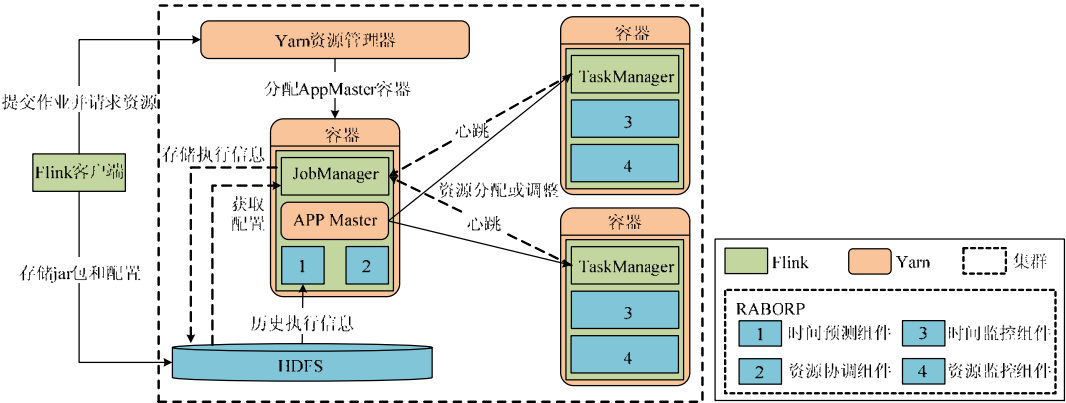 Yarn资源管理器
提交作业并请求资源
分配AppMaster容器
Flink客户端
存储jar包和配置
容器
JobManager
APP Master
1
2
存储执行信息
获取
配置
历史执行信息
HDFS
心跳
资源分配或调整
心跳
容器
TaskManager
3
4
容器
TaskManager
3
4
Flink
Yarn
集群
RABORP
1 时间预测组件
3 时间监控组件
2 资源协调组件
4 资源监控组件